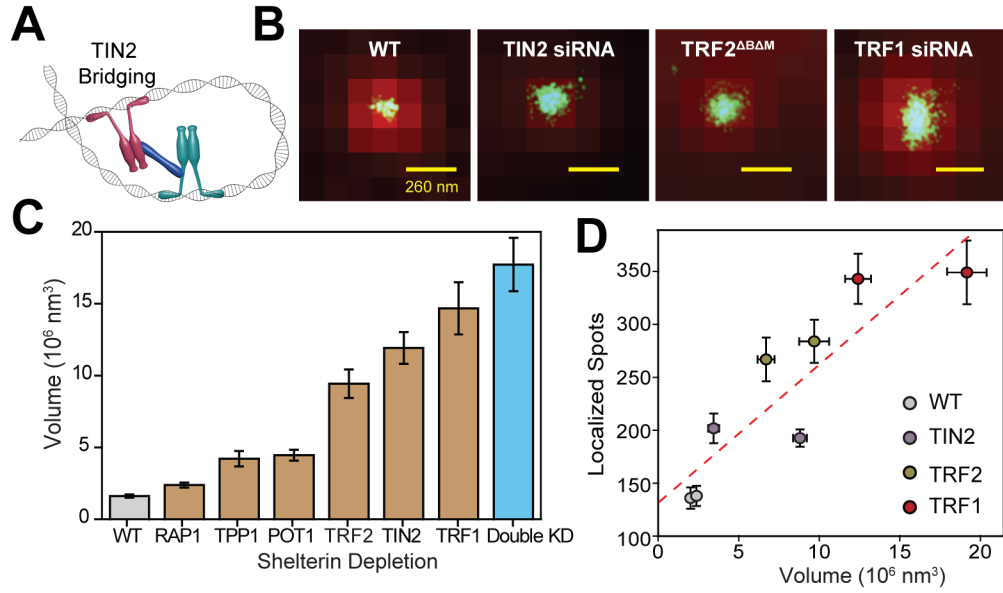 A
TIN2
Bridging
B
WT
TIN2 siRNA
TRF2ΔBΔM
TRF1 siRNA
260 nm
C
Volume (10⁶ nm³)
20
15
10
5
0
WT RAP1 TPP1 POT1 TRF2 TIN2 TRF1 Double KD
Shelterin Depletion
D
Localized Spots
350
300
250
200
150
100
WT
TIN2
TRF2
TRF1
0 5 10 15 20
Volume (10⁶ nm³)